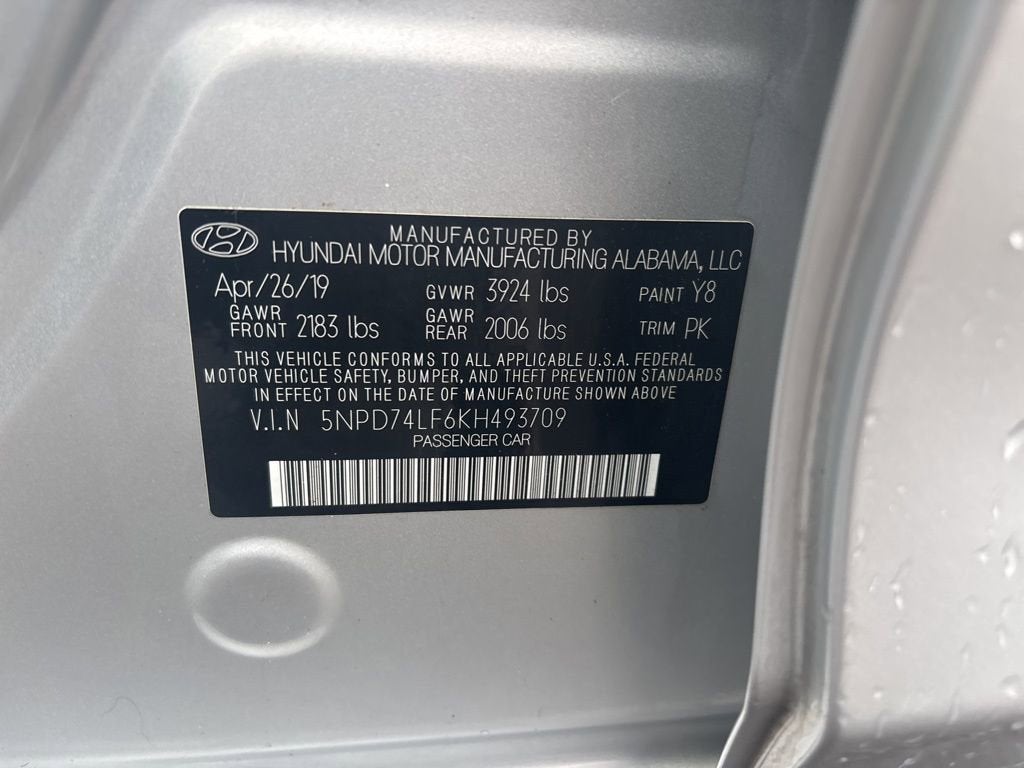 MANUFACTURED BY
HYUNDAI MOTOR MANUFACTURING ALABAMA, LLC
Apr/26/19 GVWR 3924 lbs PAINT Y8
GAWR FRONT 2183 lbs GAWR REAR 2006 lbs TRIM PK
THIS VEHICLE CONFORMS TO ALL APPLICABLE U.S.A. FEDERAL
MOTOR VEHICLE SAFETY, BUMPER, AND THEFT PREVENTION STANDARDS
IN EFFECT ON THE DATE OF MANUFACTURE SHOWN ABOVE
V.I.N 5NPD74LF6KH493709
PASSENGER CAR